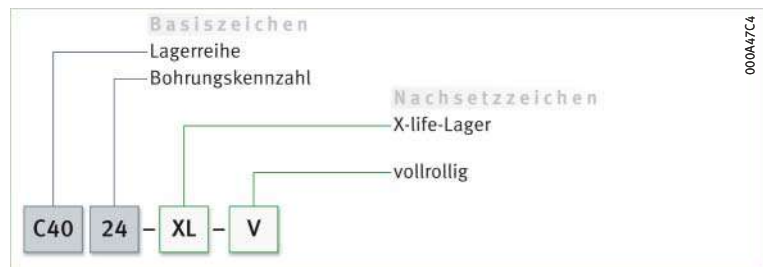 Basiszeichen
Lagerreihe
Bohrungskennzahl
Nachsetzzeichen
X-life-Lager
vollrollig
C40 24 – XL – V
000A47C4